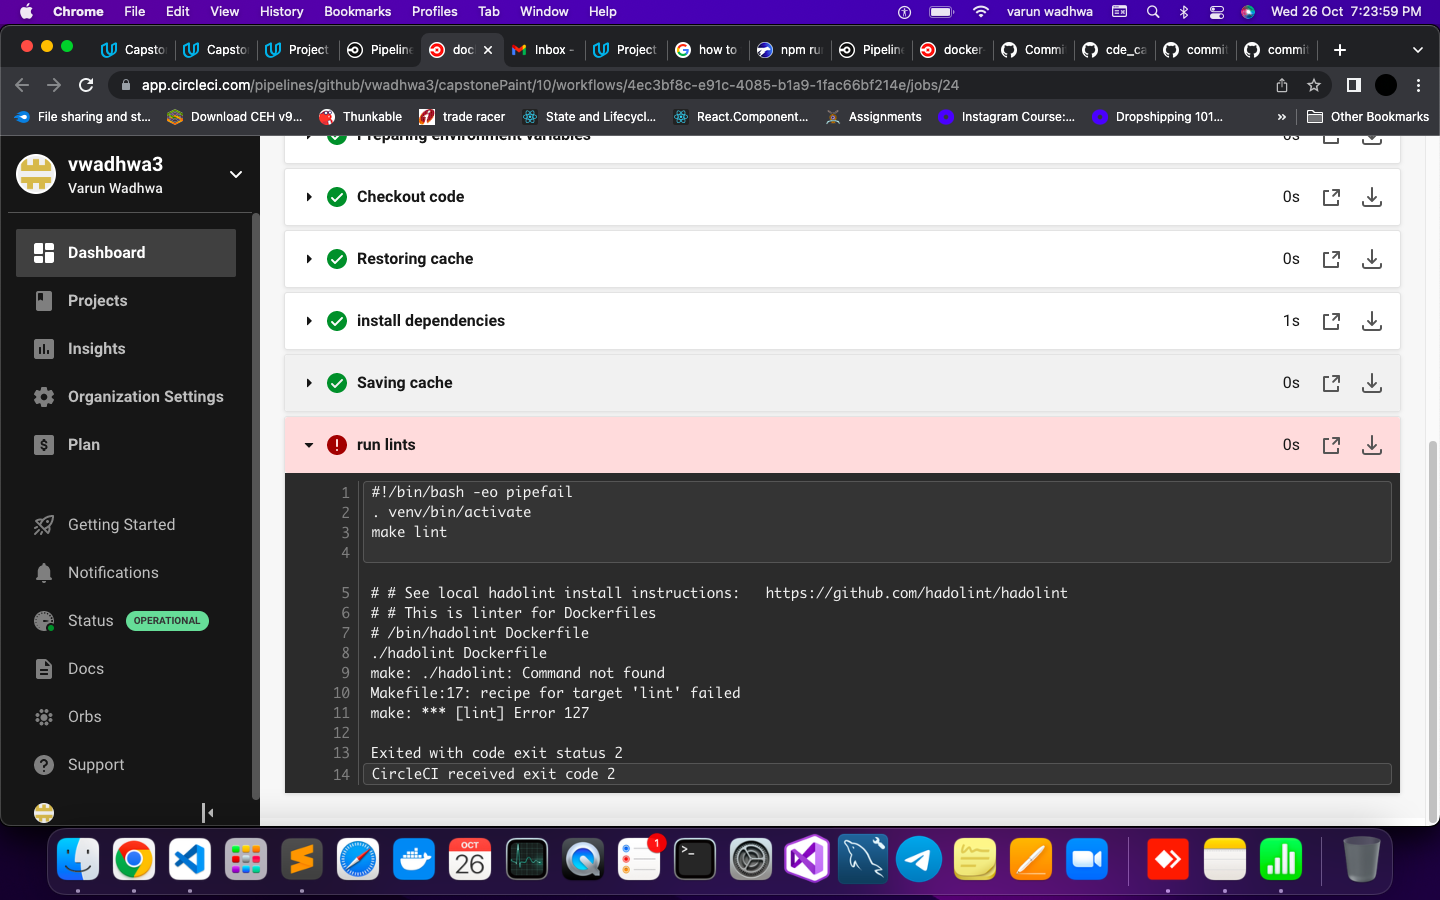 Chrome File Edit View History Bookmarks Profiles Tab Window Help varun wadhwa Wed 26 Oct 7:23:59 PM
Capsto Capsto Project Pipeline doc Inbox - Project how to npm ru Pipeline docker- Commi cde_ca commit commit
app.circleci.com/pipelines/github/vwadhwa3/capstonePaint/10/workflows/4ec3bf8c-e91c-4085-b1a9-1fac66bf214e/jobs/24
File sharing and st... Download CEH v9... Thunkable trade racer State and Lifecycl... React.Component... Assignments Instagram Course:... Dropshipping 101... » Other Bookmarks
vwadhwa3
Varun Wadhwa
Dashboard
Projects
Insights
Organization Settings
Plan
Getting Started
Notifications
Status OPERATIONAL
Docs
Orbs
Support
Preparing environment variables 0s
Checkout code 0s
Restoring cache 0s
install dependencies 1s
Saving cache 0s
run lints 0s
1 #!/bin/bash -eo pipefail
2 . venv/bin/activate
3 make lint
4
5 # # See local hadolint install instructions: https://github.com/hadolint/hadolint
6 # # This is linter for Dockerfiles
7 # /bin/hadolint Dockerfile
8 ./hadolint Dockerfile
9 make: ./hadolint: Command not found
10 Makefile:17: recipe for target 'lint' failed
11 make: *** [lint] Error 127
12
13 Exited with code exit status 2
14 CircleCI received exit code 2
OCT
26
1